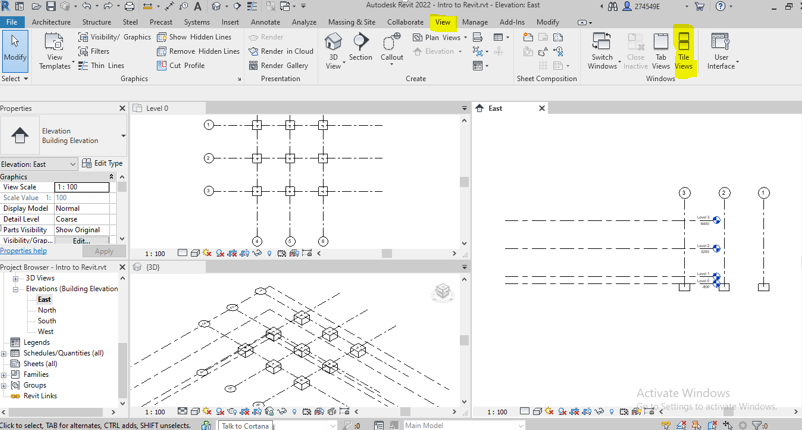 Autodesk Revit 2022 - Intro to Revit.rvt - Elevation: East
274549E
File Architecture Structure Steel Precast Systems Insert Annotate Analyze Massing & Site Collaborate View Manage Add-Ins Modify
Modify
View Templates
Visibility/ Graphics
Filters
Thin Lines
Show Hidden Lines
Remove Hidden Lines
Cut Profile
Render
Render in Cloud
Render Gallery
3D View
Section
Callout
Plan Views
Elevation
Switch Windows
Close Inactive
Tab Views
Tile Views
User Interface
Select Graphics Presentation Create Sheet Composition Windows
Properties
Elevation
Building Elevation
Elevation: East Edit Type
Graphics
View Scale 1 : 100
Scale Value 1: 100
Display Model Normal
Detail Level Coarse
Parts Visibility Show Original
Visibility/Grap... Edit...
Properties help Apply
Project Browser - Intro to Revit.rvt
3D Views
Elevations (Building Elevation
East
North
South
West
Legends
Schedules/Quantities (all)
Sheets (all)
Families
Groups
Revit Links
Level 0
1
2
3
4 5 6
1 : 100
{3D}
1 : 100
East
3 2 1
Level 3
Level 2
Level 1
Level 0
1 : 100
Activate Windows
Go to Settings to activate Windows.
Click to select, TAB for alternates, CTRL adds, SHIFT unselects.
Talk to Cortana
:0
Main Model
:0